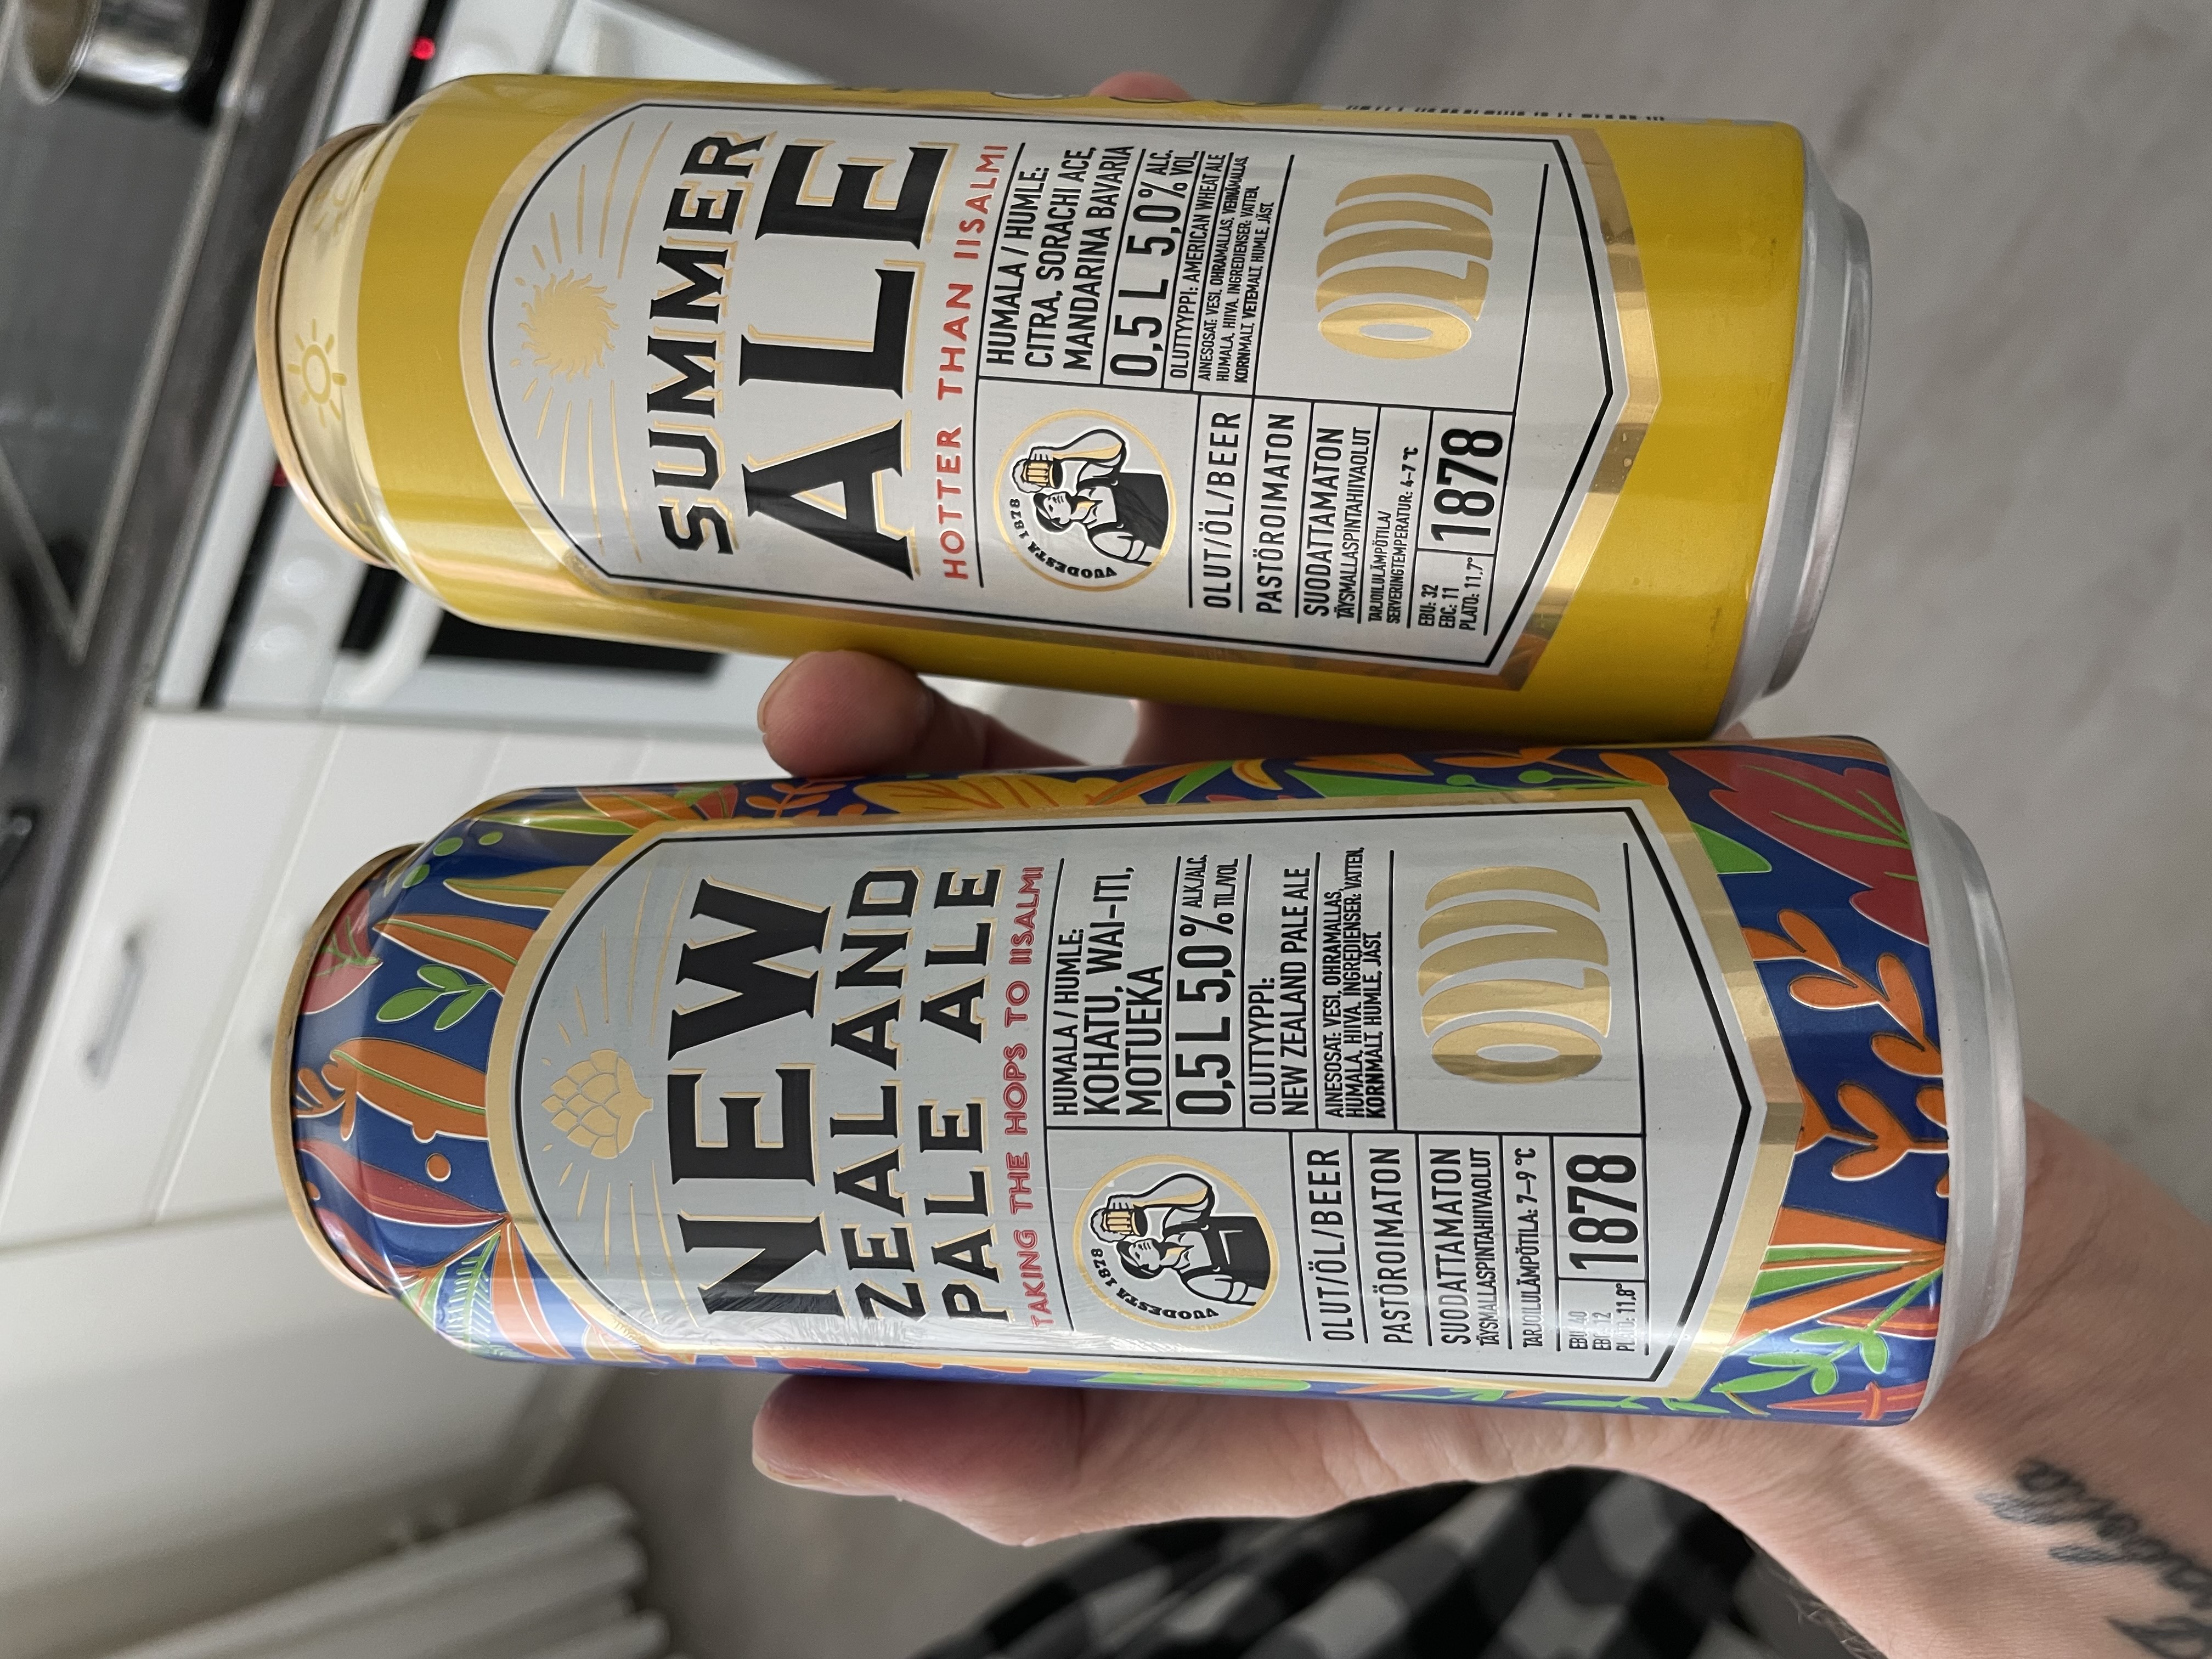 NEW
ZEALAND
PALE ALE
TAKING THE HOPS TO IISALMI
VUODESTA 1878
OLUT/ÖL/BEER
PASTÖROIMATON
SUODATTAMATON
TÄYSMALLASPINTAHIIVAOLUT
TARJOILULÄMPÖTILA: 7–9 °C
EBU: 40
EBC: 12
PLATO: 11,8°
1878
HUMALA / HUMLE:
KOHATU, WAI-ITI,
MOTUEKA
0,5 L 5,0% ALK./ALC.
TIL./VOL.
OLUTTYYPPI:
NEW ZEALAND PALE ALE
AINESOSAT: VESI, OHRAMALLAS,
HUMALA, HIIVA. INGREDIENSER: VATTEN,
KORNMALT, HUMLE, JÄST.
OLVI
SUMMER
ALE
HOTTER THAN IISALMI
VUODESTA 1878
OLUT/ÖL/BEER
PASTÖROIMATON
SUODATTAMATON
TÄYSMALLASPINTAHIIVAOLUT
TARJOILULÄMPÖTILA/
SERVERINGTEMPERATUR: 4–7 °C
EBU: 32
EBC: 11
PLATO: 11.7°
1878
HUMALA / HUMLE:
CITRA, SORACHI ACE,
MANDARINA BAVARIA
0,5 L 5,0% ALC.
VOL.
OLUTTYYPPI: AMERICAN WHEAT ALE
AINESOSAT: VESI, OHRAMALLAS, VEHNÄMALLAS,
HUMALA, HIIVA. INGREDIENSER: VATTEN,
KORNMALT, VETEMALT, HUMLE, JÄST.
OLVI